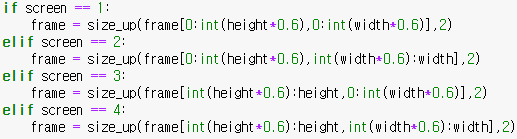 if screen == 1:
    frame = size_up(frame[0:int(height*0.6),0:int(width*0.6)],2)
elif screen == 2:
    frame = size_up(frame[0:int(height*0.6),int(width*0.6):width],2)
elif screen == 3:
    frame = size_up(frame[int(height*0.6):height,0:int(width*0.6)],2)
elif screen == 4:
    frame = size_up(frame[int(height*0.6):height,int(width*0.6):width],2)